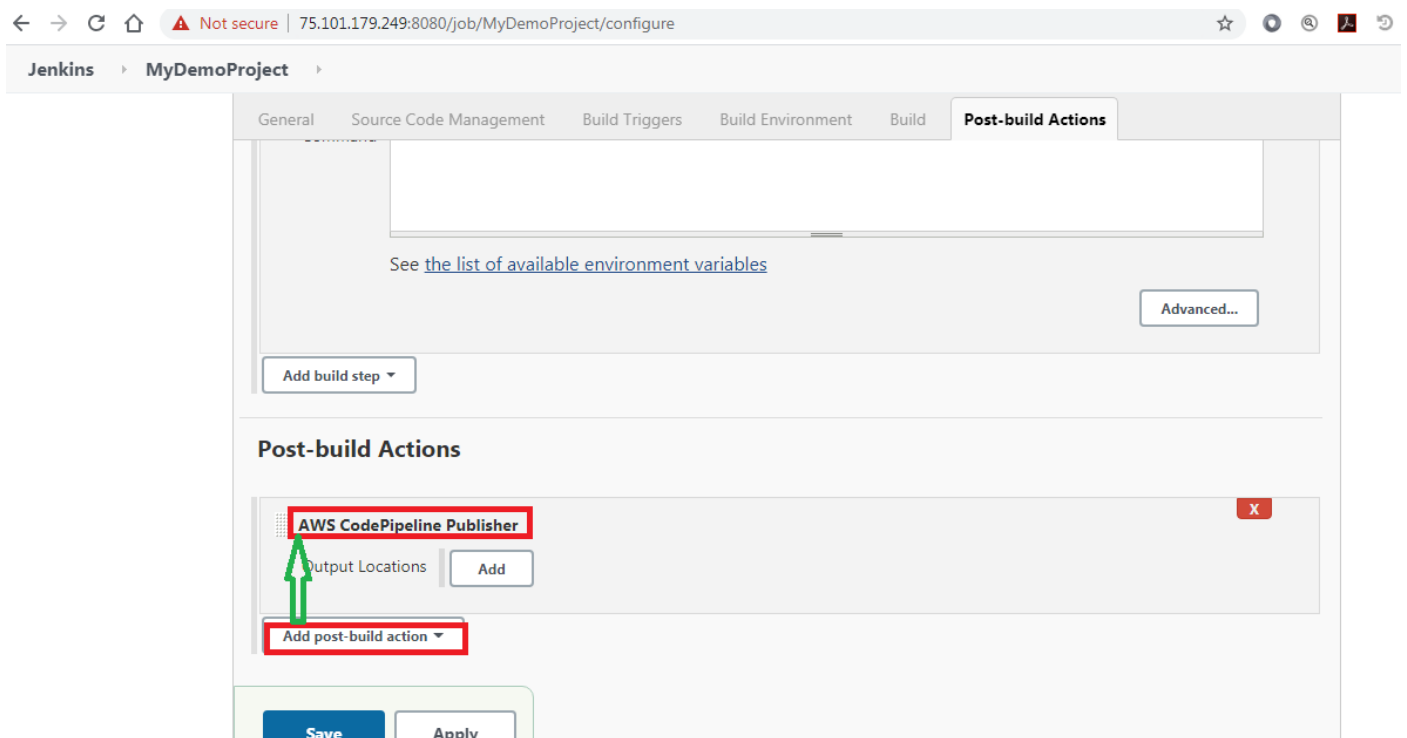 Not secure | 75.101.179.249:8080/job/MyDemoProject/configure
Jenkins MyDemoProject
General Source Code Management Build Triggers Build Environment Build Post-build Actions
See the list of available environment variables
Advanced...
Add build step
Post-build Actions
X
AWS CodePipeline Publisher
Output Locations Add
Add post-build action
Save Apply